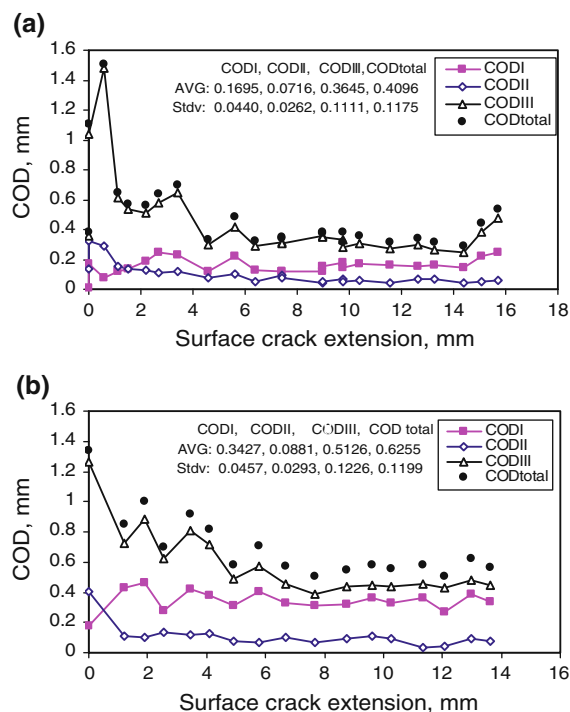 (a)
1.6
1.4
1.2
1
0.8
0.6
0.4
0.2
0
COD, mm
CODI, CODII, CODIII,CODtotal
AVG: 0.1695, 0.0716, 0.3645, 0.4096
Stdv: 0.0440, 0.0262, 0.1111, 0.1175
CODI
CODII
CODIII
CODtotal
0 2 4 6 8 10 12 14 16 18
Surface crack extension, mm
(b)
1.6
1.4
1.2
1
0.8
0.6
0.4
0.2
0
COD, mm
CODI, CODII, CODIII, COD total
AVG: 0.3427, 0.0881, 0.5126, 0.6255
Stdv: 0.0457, 0.0293, 0.1226, 0.1199
CODI
CODII
CODIII
CODtotal
0 2 4 6 8 10 12 14 16
Surface crack extension, mm